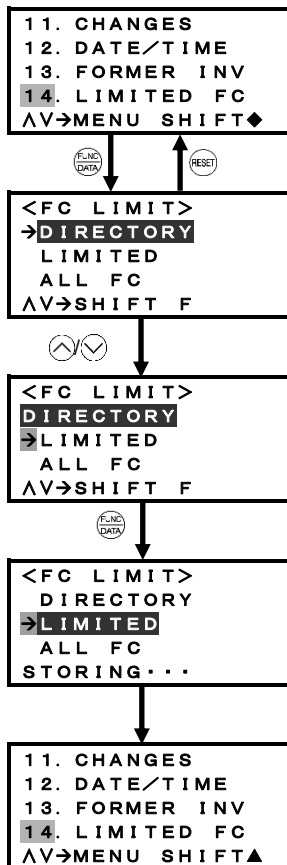 11. CHANGES
12. DATE/TIME
13. FORMER INV
14. LIMITED FC
∧∨→MENU SHIFT◆
FUNC
DATA
RESET
<FC LIMIT>
→DIRECTORY
LIMITED
ALL FC
∧∨→SHIFT F
∧/∨
<FC LIMIT>
DIRECTORY
→LIMITED
ALL FC
∧∨→SHIFT F
FUNC
DATA
<FC LIMIT>
DIRECTORY
→LIMITED
ALL FC
STORING···
11. CHANGES
12. DATE/TIME
13. FORMER INV
14. LIMITED FC
∧∨→MENU SHIFT▲